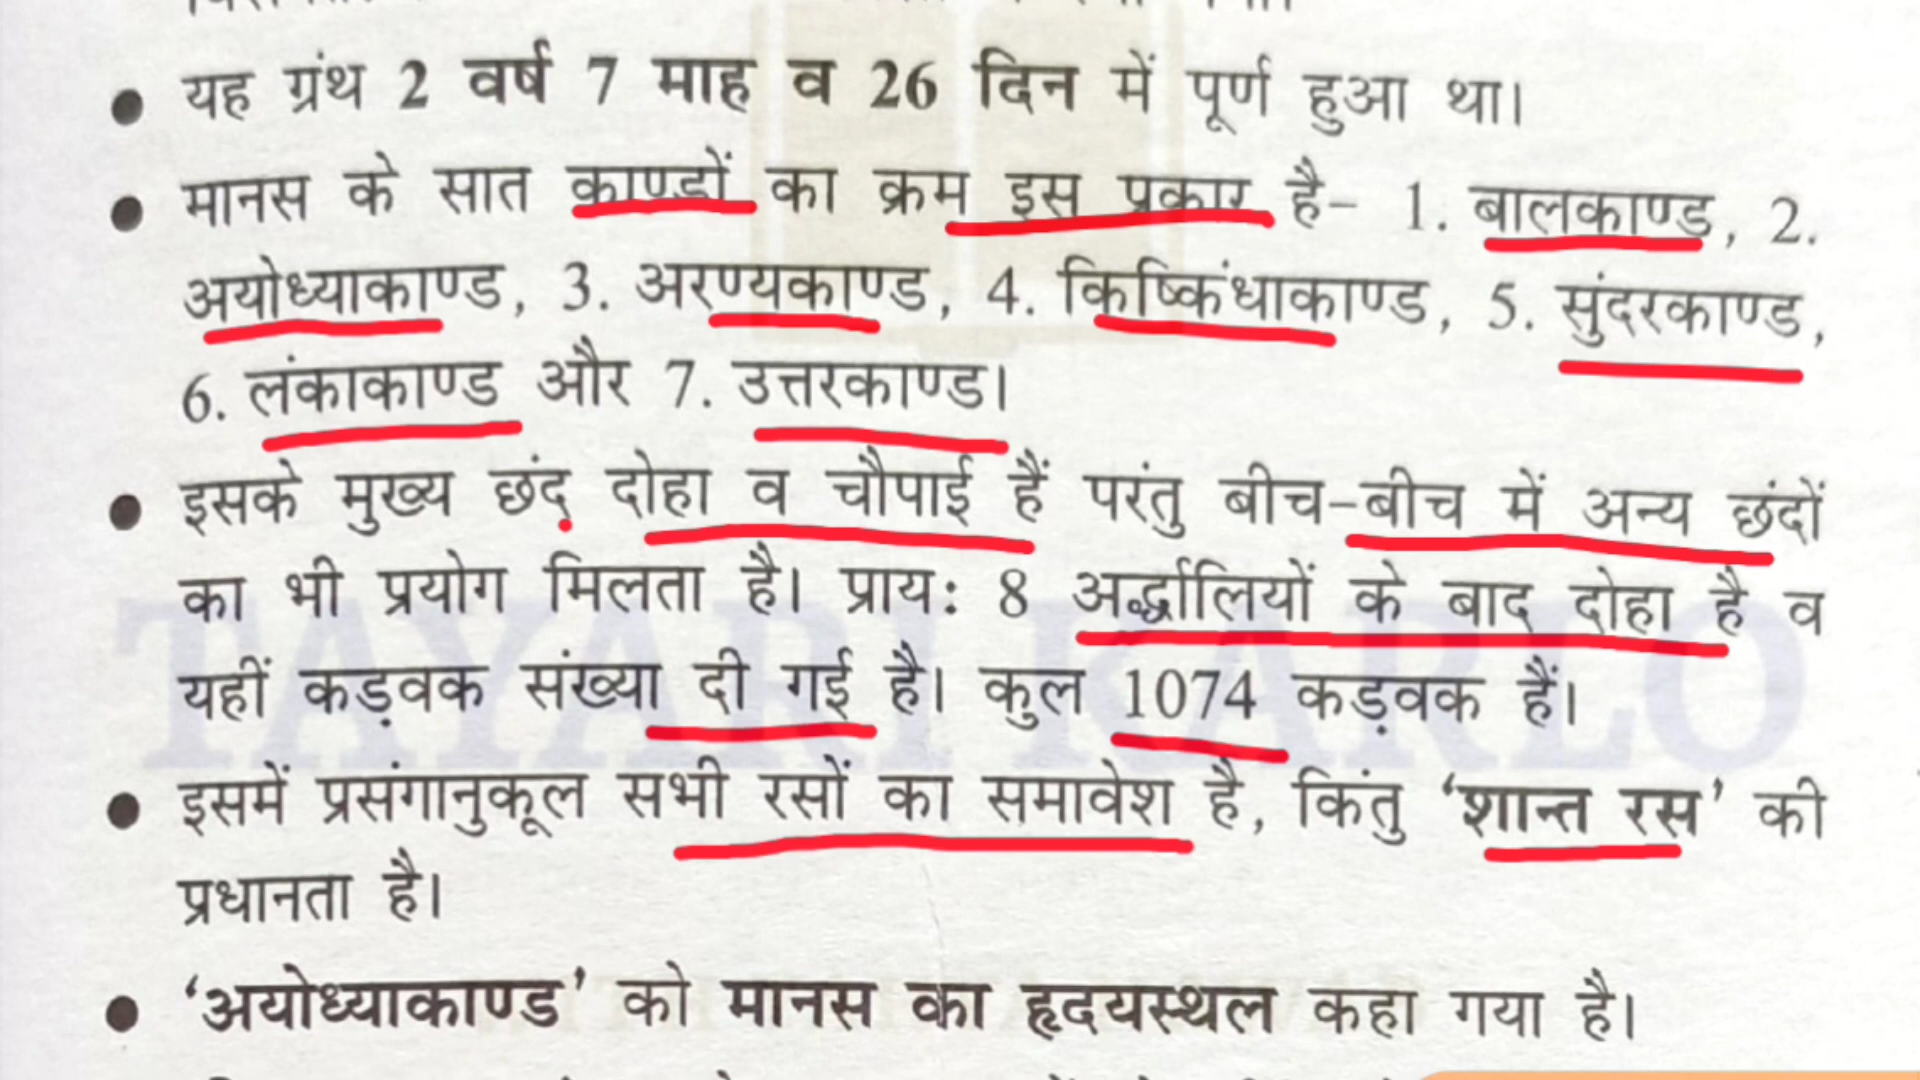 ● यह ग्रंथ 2 वर्ष 7 माह व 26 दिन में पूर्ण हुआ था।
● मानस के सात काण्डों का क्रम इस प्रकार है- 1. बालकाण्ड, 2.
अयोध्याकाण्ड, 3. अरण्यकाण्ड, 4. किष्किंधाकाण्ड, 5. सुंदरकाण्ड,
6. लंकाकाण्ड और 7. उत्तरकाण्ड।
● इसके मुख्य छंद दोहा व चौपाई हैं परंतु बीच-बीच में अन्य छंदों
का भी प्रयोग मिलता है। प्राय: 8 अर्द्धालियों के बाद दोहा है व
यहीं कड़वक संख्या दी गई है। कुल 1074 कड़वक हैं।
TAYARI KARLO
● इसमें प्रसंगानुकूल सभी रसों का समावेश है, किंतु ‘शान्त रस’ की
प्रधानता है।
● ‘अयोध्याकाण्ड’ को मानस का हृदयस्थल कहा गया है।